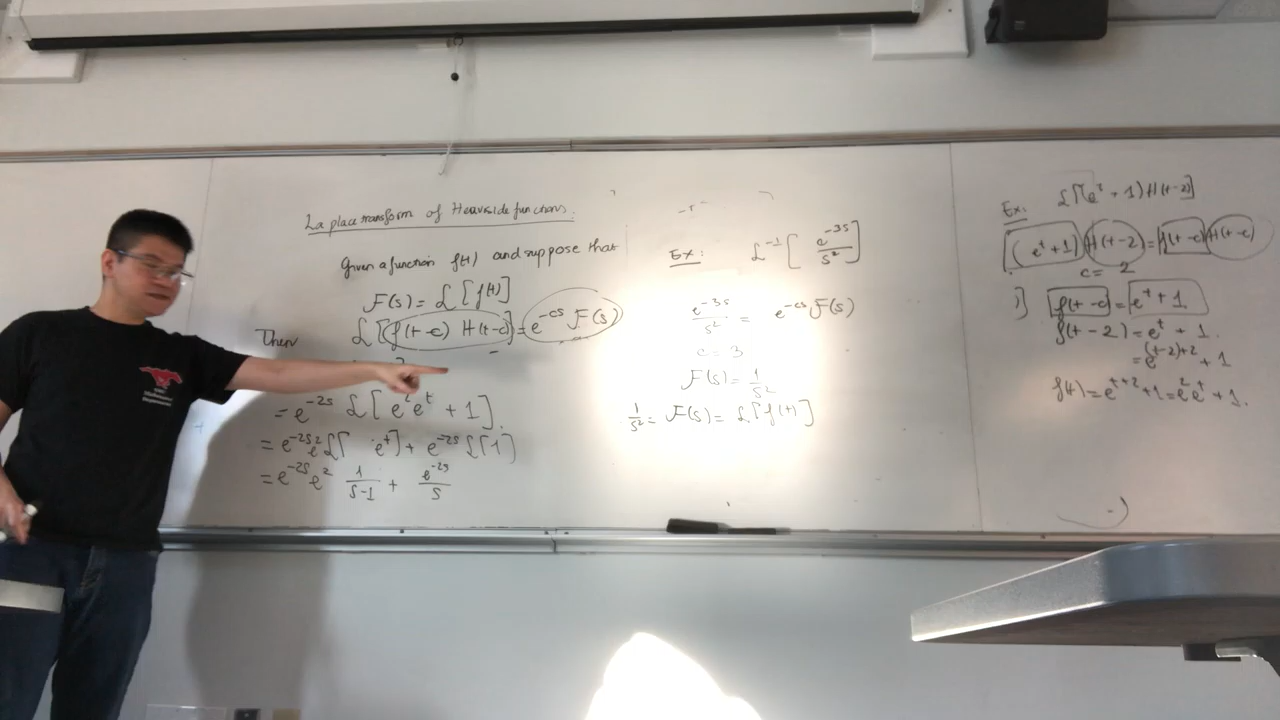 Laplace transform of Heaviside functions.
Given a function f(t) and suppose that
F(s) = ℒ[f(t)]
Then ℒ[f(t-c) H(t-c)] = e^{-cs} F(s)
= e^{-2s} ℒ[e^2 e^t + 1].
= e^{-2s} e^2 ℒ[e^t] + e^{-2s} ℒ[1]
= e^{-2s} e^2 1/(s-1) + e^{-2s}/s
Ex: ℒ^{-1}[e^{-3s}/s^2]
e^{-3s}/s^2 = e^{-cs} F(s)
c = 3
F(s) = 1/s^2
1/s^2 = F(s) = ℒ[f(t)]
Ex: ℒ[(e^t + 1) H(t-2)]
(e^t + 1) H(t-2) = f(t-c) H(t-c)
c = 2
1) f(t-c) = e^t + 1
f(t-2) = e^t + 1.
= e^{(t-2)+2} + 1
f(t) = e^{t+2} + 1 = e^2 e^t + 1.